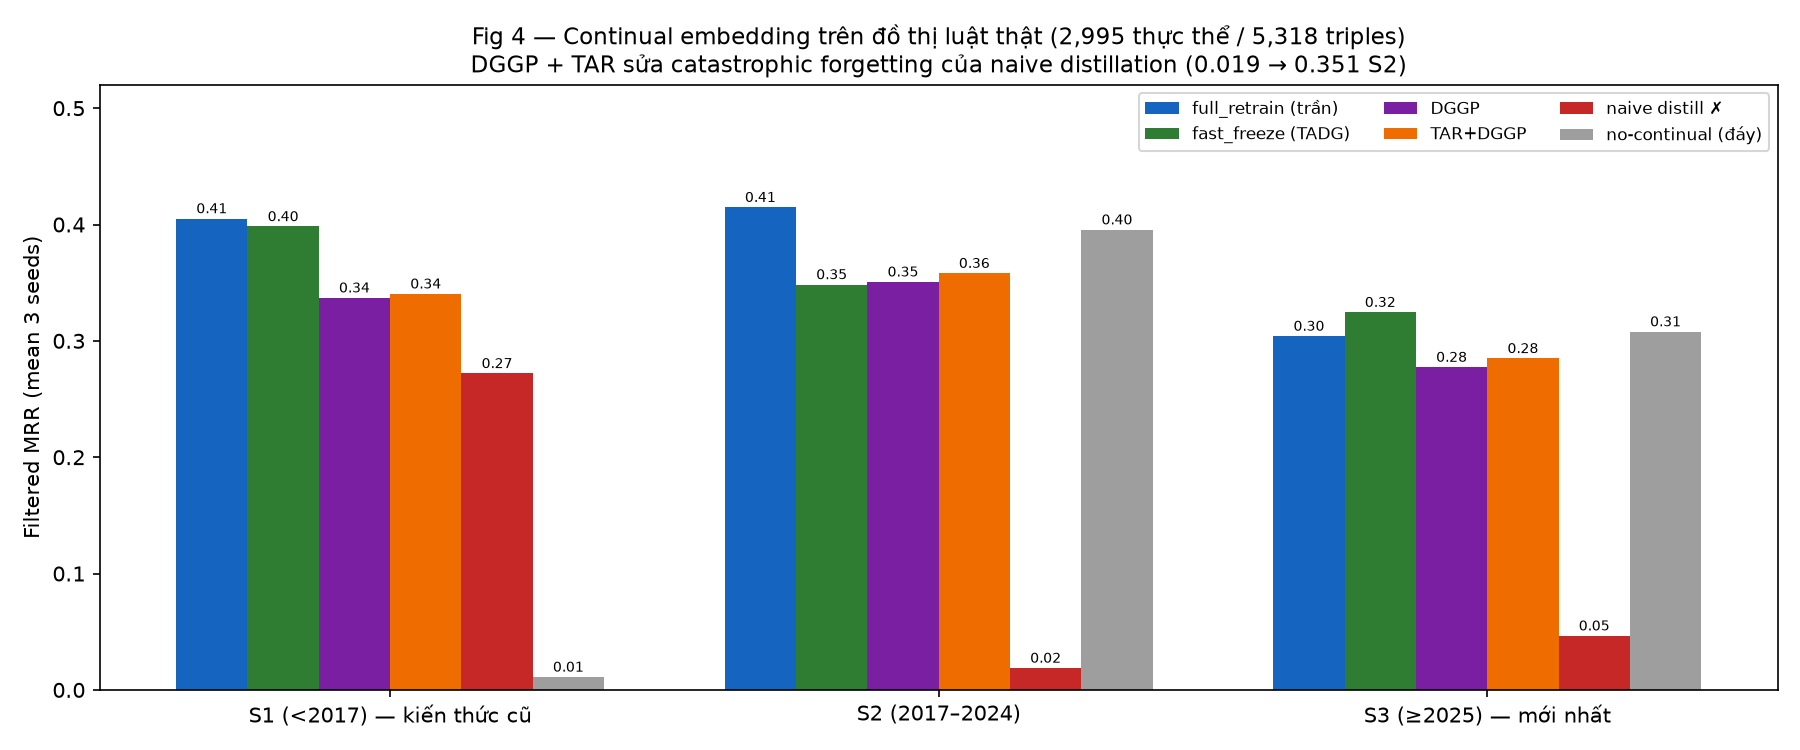 Fig 4 — Continual embedding trên đồ thị luật thật (2,995 thực thể / 5,318 triples)
DGGP + TAR sửa catastrophic forgetting của naive distillation (0.019 → 0.351 S2)
full_retrain (trần)
fast_freeze (TADG)
DGGP
TAR+DGGP
naive distill ✗
no-continual (đáy)
Filtered MRR (mean 3 seeds)
0.5
0.4
0.3
0.2
0.1
0.0
0.41
0.40
0.34
0.34
0.27
0.01
0.41
0.35
0.35
0.36
0.02
0.40
0.30
0.32
0.28
0.28
0.05
0.31
S1 (<2017) — kiến thức cũ
S2 (2017–2024)
S3 (≥2025) — mới nhất